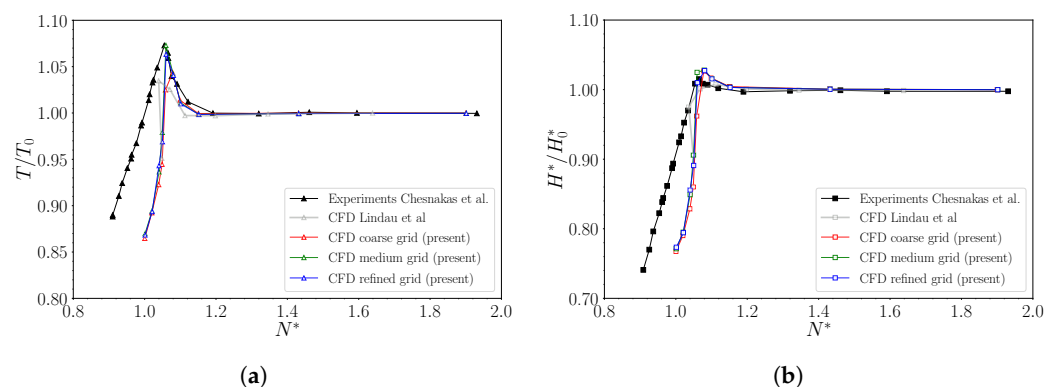 1.10
1.05
1.00
0.95
0.90
0.85
0.80
T/T₀
Experiments Chesnakas et al.
CFD Lindau et al
CFD coarse grid (present)
CFD medium grid (present)
CFD refined grid (present)
0.8 1.0 1.2 1.4 1.6 1.8 2.0
N*
(a)
1.10
1.00
0.90
0.80
0.70
H*/H₀*
Experiments Chesnakas et al.
CFD Lindau et al
CFD coarse grid (present)
CFD medium grid (present)
CFD refined grid (present)
0.8 1.0 1.2 1.4 1.6 1.8 2.0
N*
(b)